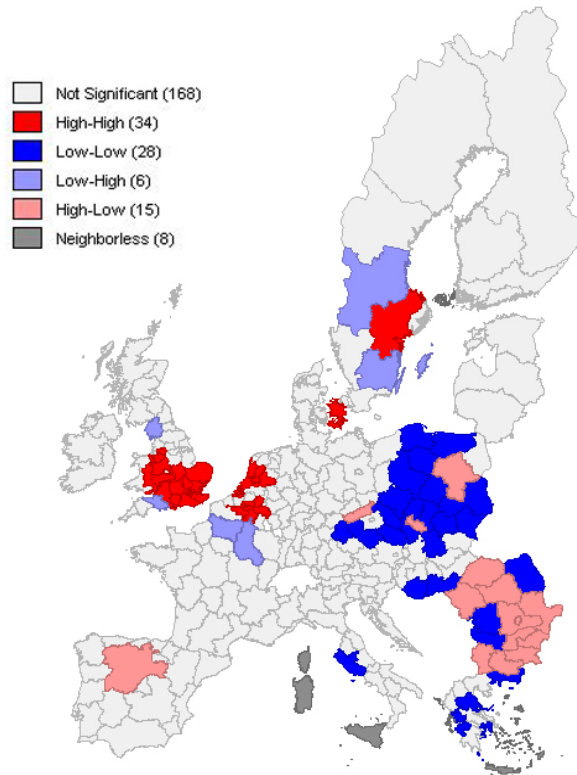 Not Significant (168)
High-High (34)
Low-Low (28)
Low-High (6)
High-Low (15)
Neighborless (8)